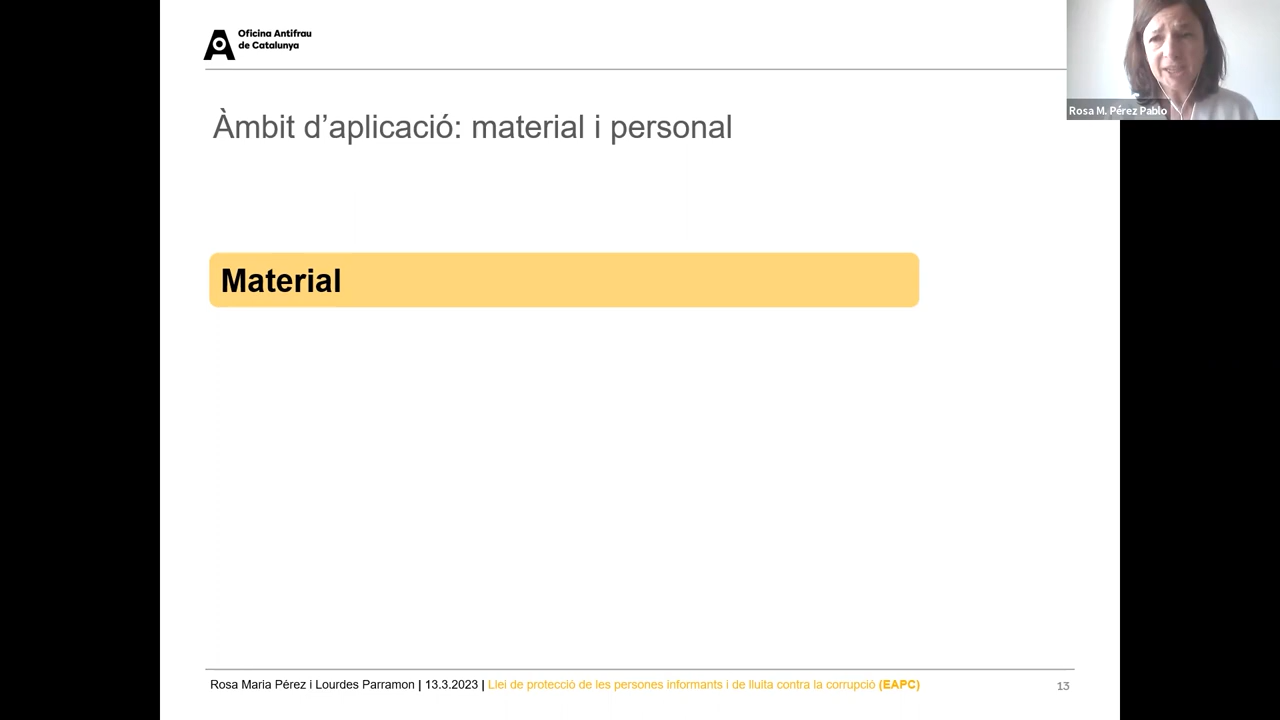 Oficina Antifrau
de Catalunya
Rosa M. Pérez Pablo
Àmbit d’aplicació: material i personal
Material
Rosa Maria Pérez i Lourdes Parramon | 13.3.2023 | Llei de protecció de les persones informants i de lluita contra la corrupció (EAPC)
13